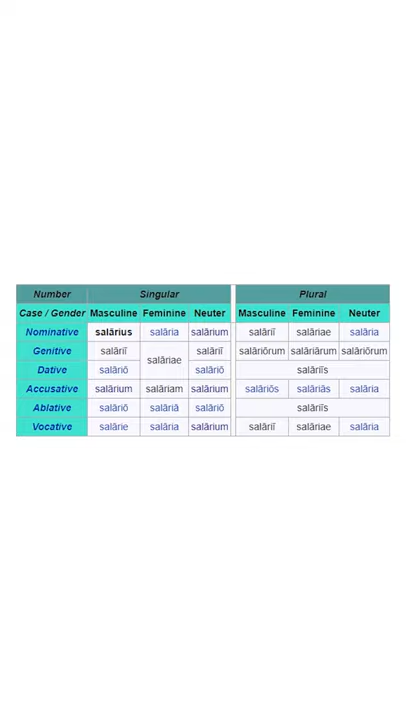 Number Singular Plural
Case / Gender Masculine Feminine Neuter Masculine Feminine Neuter
Nominative salārius salāria salārium salāriī salāriae salāria
Genitive salāriī salāriae salāriī salāriōrum salāriārum salāriōrum
Dative salāriō salāriō salāriīs
Accusative salārium salāriam salārium salāriōs salāriās salāria
Ablative salāriō salāriā salāriō salāriīs
Vocative salārie salāria salārium salāriī salāriae salāria